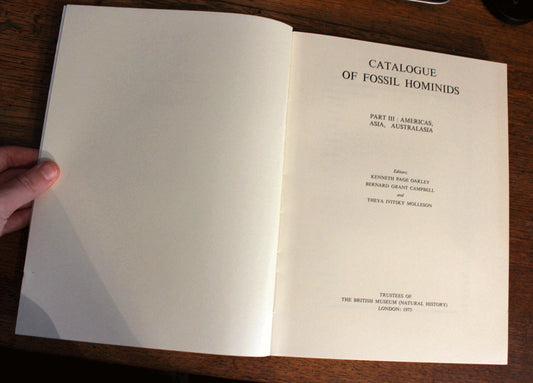 CATALOGUE
OF FOSSIL HOMINIDS
PART III : AMERICAS,
ASIA, AUSTRALASIA
Editors:
KENNETH PAGE OAKLEY
BERNARD GRANT CAMPBELL
and
THEYA IVITSKY MOLLESON
TRUSTEES OF
THE BRITISH MUSEUM (NATURAL HISTORY)
LONDON: 1975